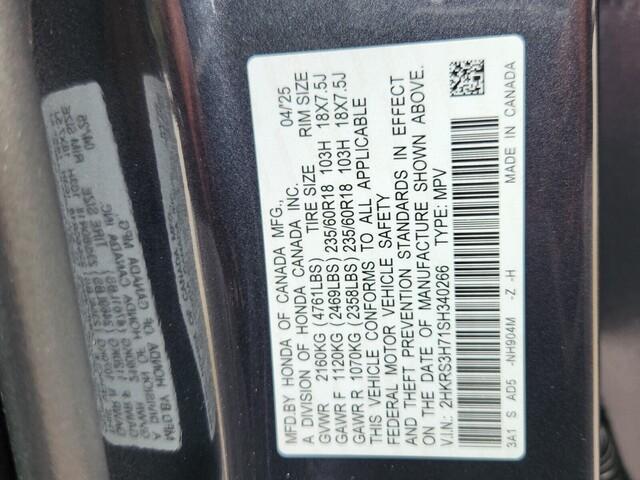 MFD.BY HONDA OF CANADA MFG.,
A DIVISION OF HONDA CANADA INC. 04/'25
TIRE SIZE RIM SIZE
GVWR 2160KG (4761LBS)
GAWR F 1120KG (2469LBS) 235/60R18 103H 18X7.5J
GAWR R 1070KG (2358LBS) 235/60R18 103H 18X7.5J
THIS VEHICLE CONFORMS TO ALL APPLICABLE
FEDERAL MOTOR VEHICLE SAFETY
AND THEFT PREVENTION STANDARDS IN EFFECT
ON THE DATE OF MANUFACTURE SHOWN ABOVE.
V.I.N.: 2HKRS3H71SH340266 TYPE: MPV
3A1 S AD5 -NH904M -Z -H MADE IN CANADA